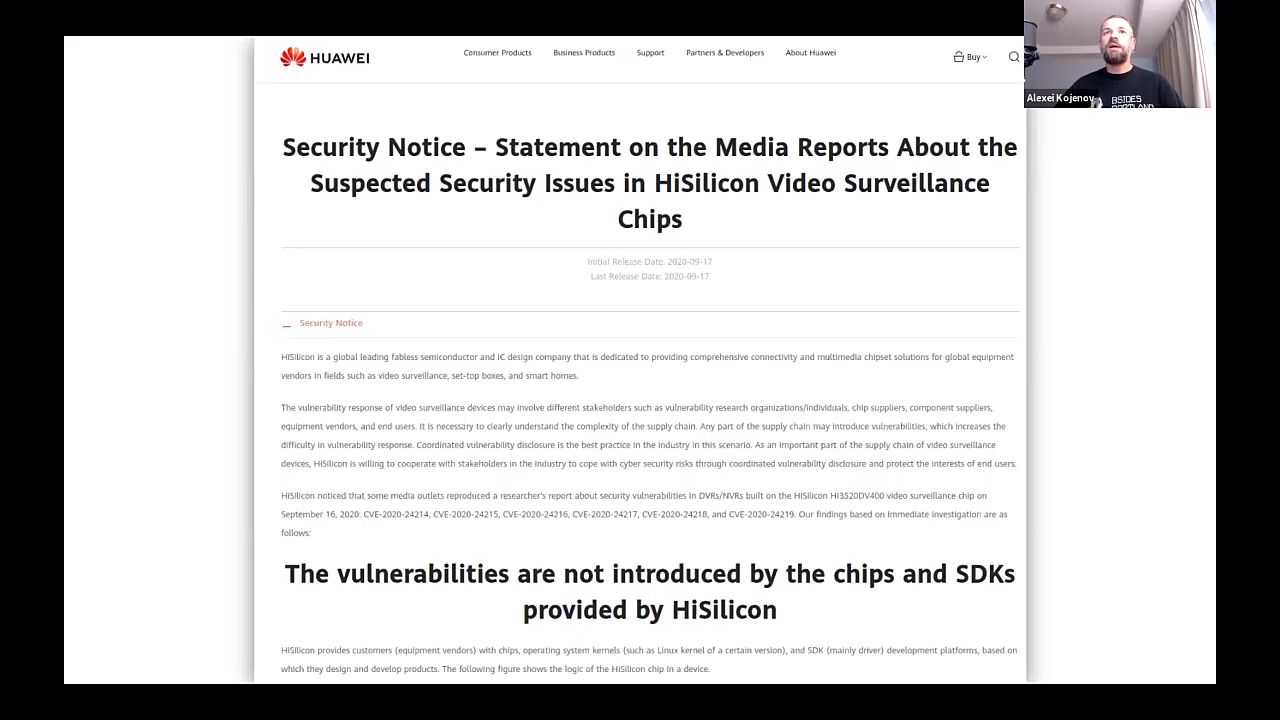 HUAWEI
Consumer Products Business Products Support Partners & Developers About Huawei
Buy
Alexei Kojenov
BSIDES
PORTLAND
Security Notice – Statement on the Media Reports About the
Suspected Security Issues in HiSilicon Video Surveillance
Chips
Initial Release Date: 2020-09-17
Last Release Date: 2020-09-17
Security Notice
HiSilicon is a global leading fabless semiconductor and IC design company that is dedicated to providing comprehensive connectivity and multimedia chipset solutions for global equipment
vendors in fields such as video surveillance, set-top boxes, and smart homes.
The vulnerability response of video surveillance devices may involve different stakeholders such as vulnerability research organizations/individuals, chip suppliers, component suppliers,
equipment vendors, and end users. It is necessary to clearly understand the complexity of the supply chain. Any part of the supply chain may introduce vulnerabilities, which increases the
difficulty in vulnerability response. Coordinated vulnerability disclosure is the best practice in the industry in this scenario. As an important part of the supply chain of video surveillance
devices, HiSilicon is willing to cooperate with stakeholders in the industry to cope with cyber security risks through coordinated vulnerability disclosure and protect the interests of end users.
HiSilicon noticed that some media outlets reproduced a researcher's report about security vulnerabilities in DVRs/NVRs built on the HiSilicon HI3520DV400 video surveillance chip on
September 16, 2020: CVE-2020-24214, CVE-2020-24215, CVE-2020-24216, CVE-2020-24217, CVE-2020-24218, and CVE-2020-24219. Our findings based on immediate investigation are as
follows:
The vulnerabilities are not introduced by the chips and SDKs
provided by HiSilicon
HiSilicon provides customers (equipment vendors) with chips, operating system kernels (such as Linux kernel of a certain version), and SDK (mainly driver) development platforms, based on
which they design and develop products. The following figure shows the logic of the HiSilicon chip in a device.